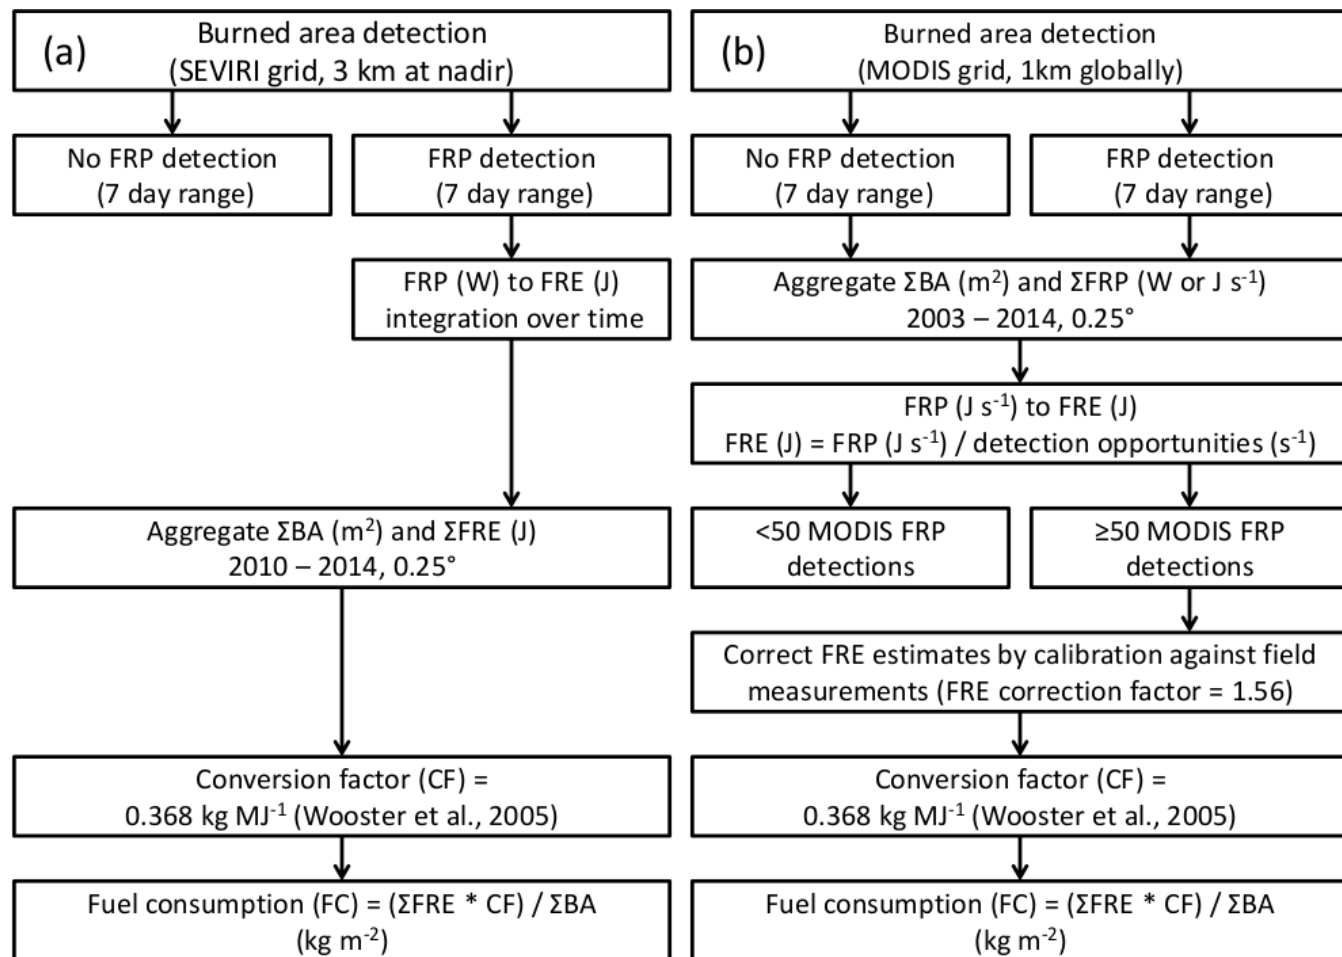 (a)
Burned area detection
(SEVIRI grid, 3 km at nadir)
No FRP detection
(7 day range)
FRP detection
(7 day range)
FRP (W) to FRE (J)
integration over time
Aggregate ΣBA (m²) and ΣFRE (J)
2010 – 2014, 0.25°
Conversion factor (CF) =
0.368 kg MJ⁻¹ (Wooster et al., 2005)
Fuel consumption (FC) = (ΣFRE * CF) / ΣBA
(kg m⁻²)
(b)
Burned area detection
(MODIS grid, 1km globally)
No FRP detection
(7 day range)
FRP detection
(7 day range)
Aggregate ΣBA (m²) and ΣFRP (W or J s⁻¹)
2003 – 2014, 0.25°
FRP (J s⁻¹) to FRE (J)
FRE (J) = FRP (J s⁻¹) / detection opportunities (s⁻¹)
<50 MODIS FRP
detections
≥50 MODIS FRP
detections
Correct FRE estimates by calibration against field
measurements (FRE correction factor = 1.56)
Conversion factor (CF) =
0.368 kg MJ⁻¹ (Wooster et al., 2005)
Fuel consumption (FC) = (ΣFRE * CF) / ΣBA
(kg m⁻²)